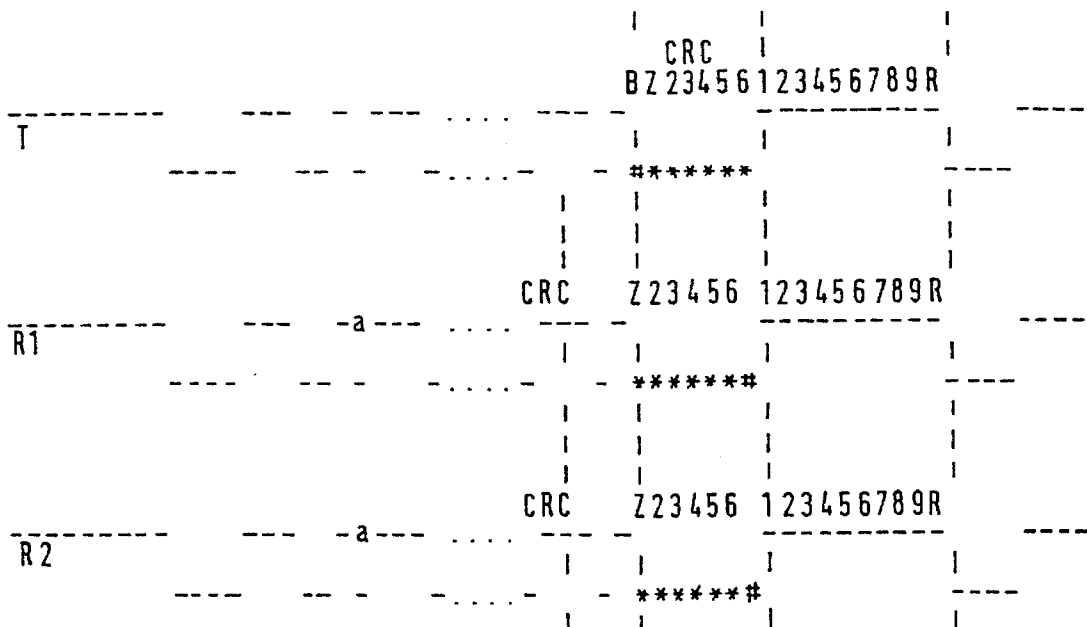 CRC
BZ23456123456789R
T
#******
CRC Z23456 123456789R
a
R1
******#
CRC Z23456 123456789R
a
R2
******#